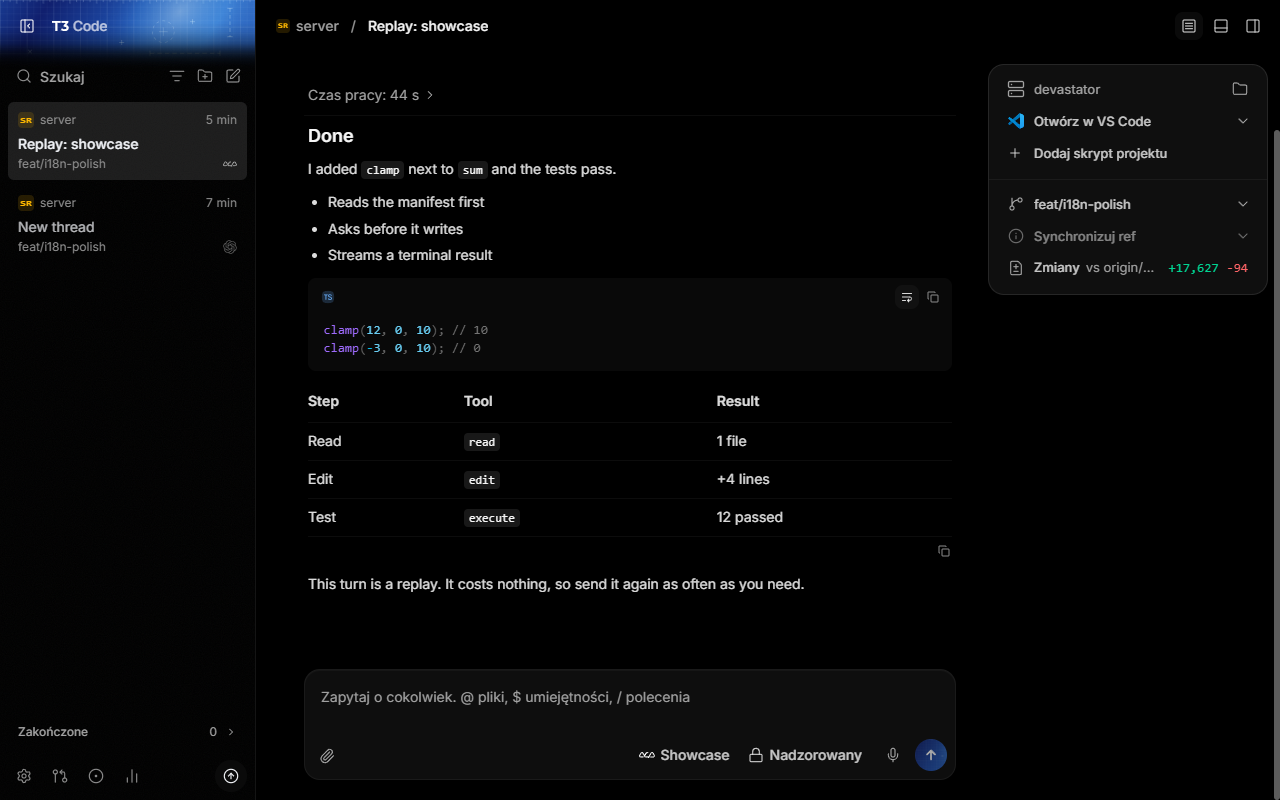 T3 Code
Szukaj
SR server 5 min
Replay: showcase
feat/i18n-polish
SR server 7 min
New thread
feat/i18n-polish
Zakończone 0
SR server / Replay: showcase
Czas pracy: 44 s
Done
I added clamp next to sum and the tests pass.
• Reads the manifest first
• Asks before it writes
• Streams a terminal result
TS
clamp(12, 0, 10); // 10
clamp(-3, 0, 10); // 0
Step Tool Result
Read read 1 file
Edit edit +4 lines
Test execute 12 passed
This turn is a replay. It costs nothing, so send it again as often as you need.
Zapytaj o cokolwiek. @ pliki, $ umiejętności, / polecenia
Showcase Nadzorowany
devastator
Otwórz w VS Code
Dodaj skrypt projektu
feat/i18n-polish
Synchronizuj ref
Zmiany vs origin/... +17,627 -94